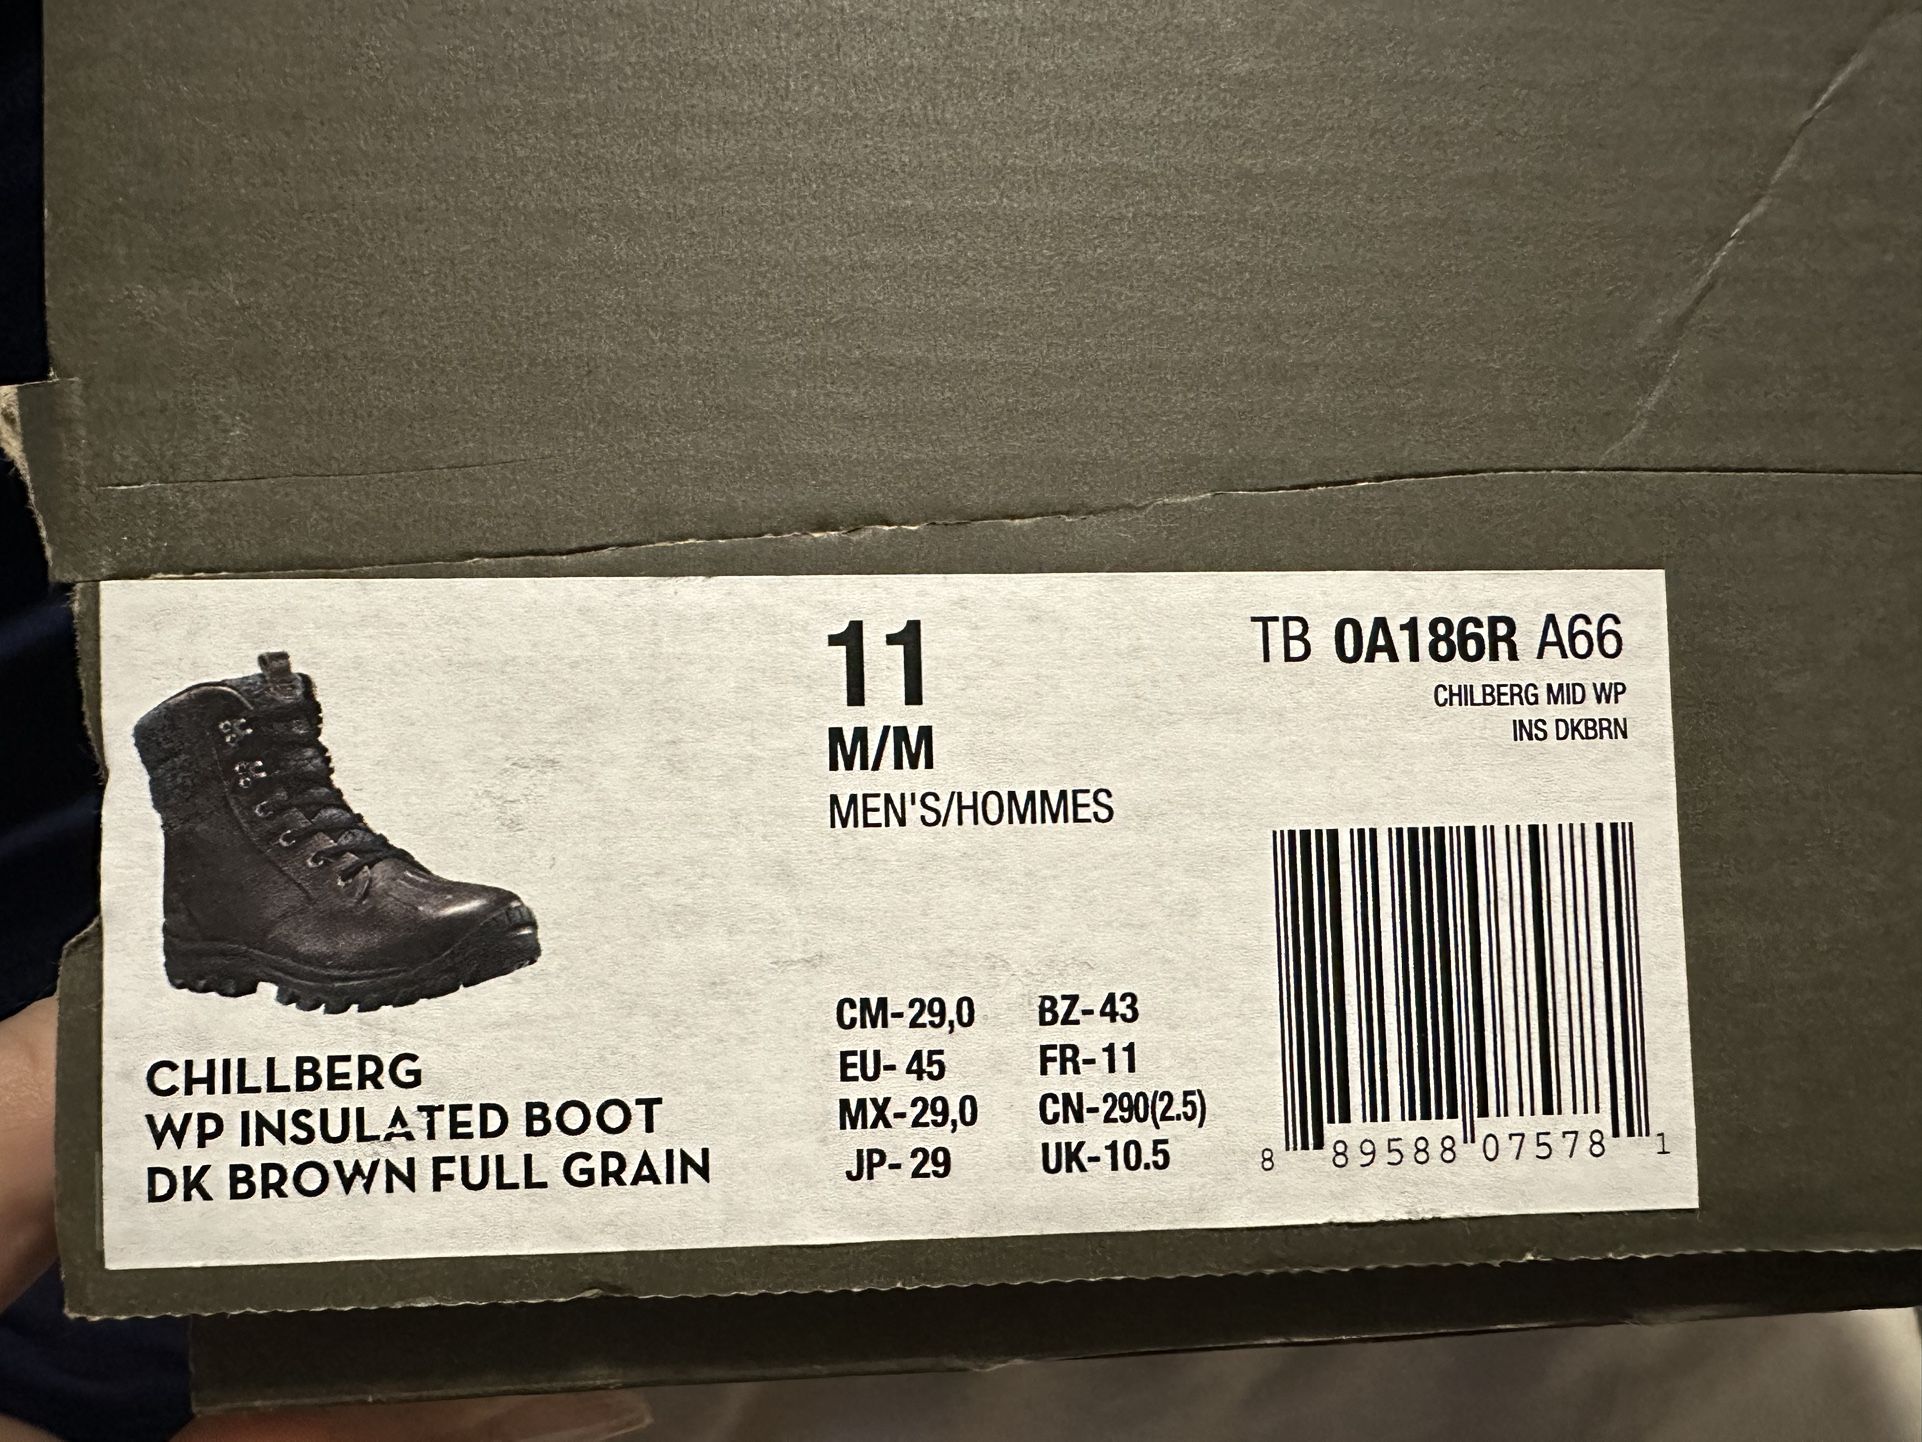 11
M/M
MEN'S/HOMMES
TB 0A186R A66
CHILBERG MID WP
INS DKBRN
CHILLBERG
WP INSULATED BOOT
DK BROWN FULL GRAIN
CM-29,0 BZ-43
EU-45 FR-11
MX-29,0 CN-290(2.5)
JP-29 UK-10.5
8 89588 07578 1